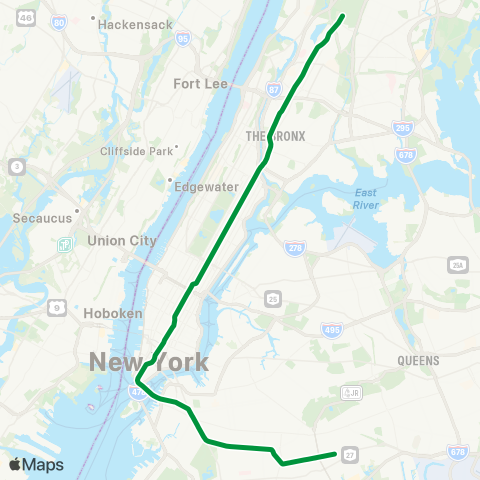 46
80
Hackensack
95
Fort Lee
87
THE BRONX
295
678
3
Cliffside Park
Edgewater
East
River
Secaucus
Union City
278
25A
9
25
Hoboken
495
New York
QUEENS
478
JR
27
678
Maps